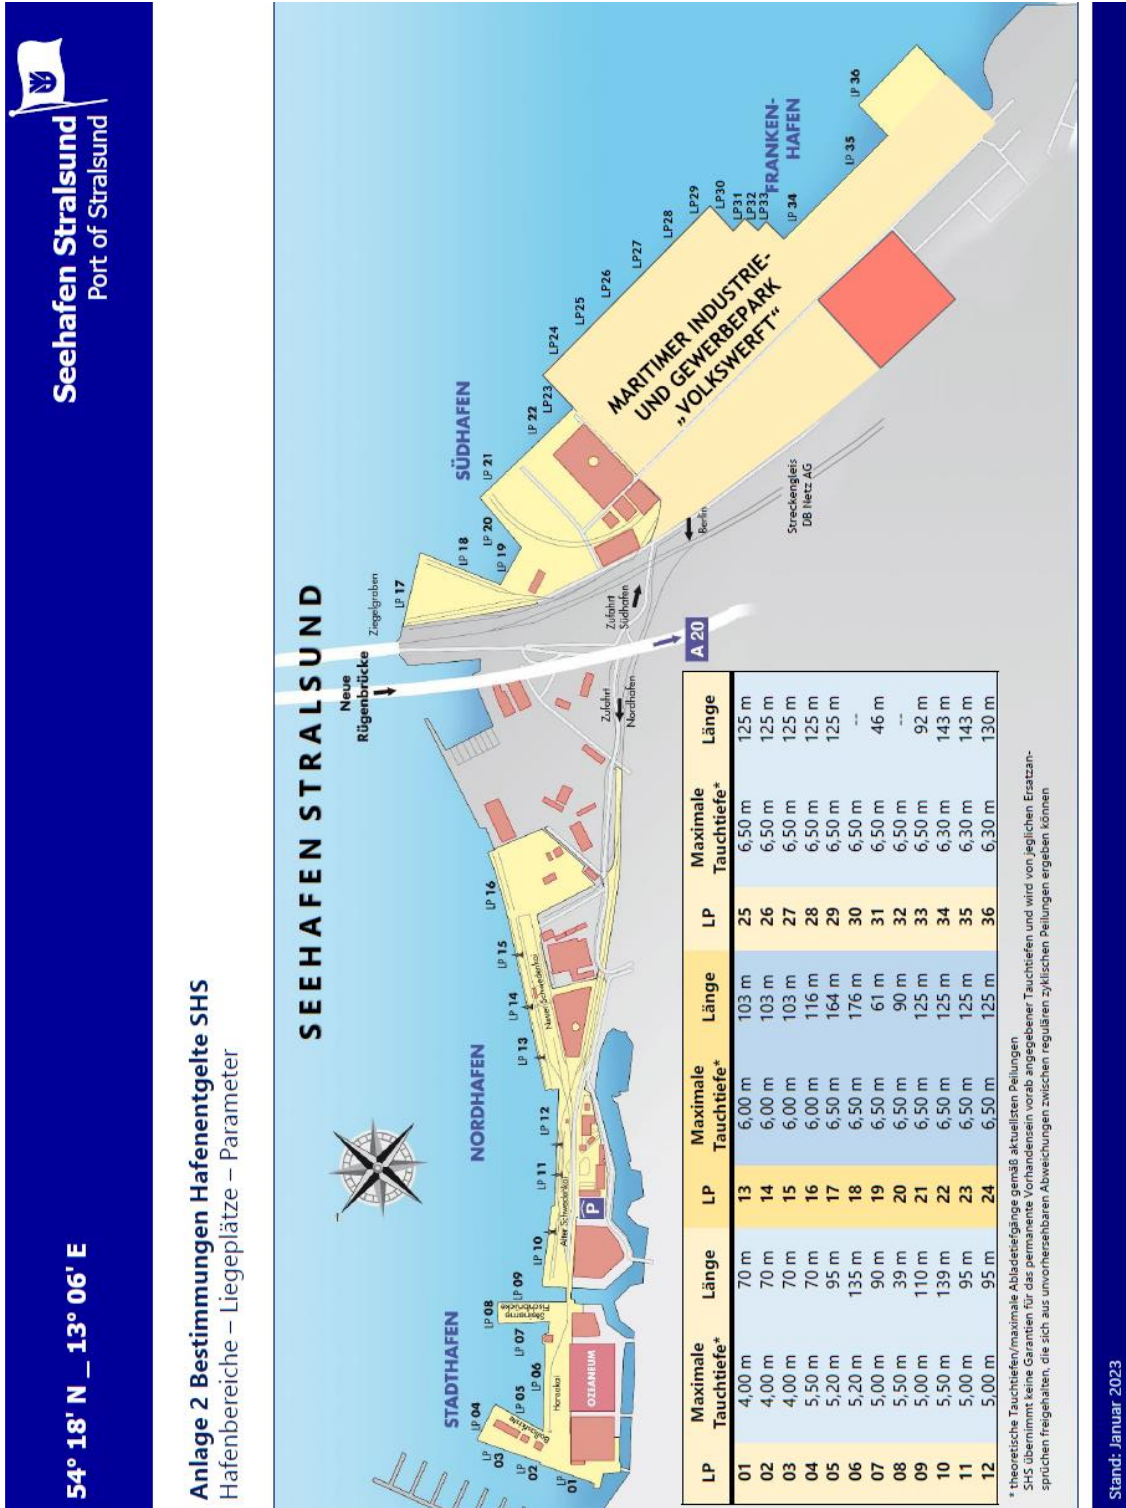 54° 18' N _ 13° 06' E
Seehafen Stralsund
Port of Stralsund
Anlage 2 Bestimmungen Hafenentgelte SHS
Hafenbereiche – Liegeplätze – Parameter
SEEHAFEN STRALSUND
STADTHAFEN
NORDHAFEN
SÜDHAFEN
FRANKEN-
HAFEN
Neue
Rügenbrücke
Ziegelgraben
LP 01
LP 02
LP 03
LP 04
LP 05
LP 06
LP 07
LP 08
LP 09
LP 10
LP 11
LP 12
LP 13
LP 14
LP 15
LP 16
LP 17
LP 18
LP 19
LP 20
LP 21
LP 22
LP23
LP24
LP25
LP26
LP27
LP28
LP29
LP30
LP31
LP32
LP33
LP 34
LP 35
LP 36
Ballastkiste
Hansakai
Steinerne
Fischbrücke
Alter Schwedenkai
Neuer Schwedenkai
OZEANEUM
P
Zufahrt
Nordhafen
Zufahrt
Südhafen
A 20
Berlin
Streckengleis
DB Netz AG
MARITIMER INDUSTRIE-
UND GEWERBEPARK
„VOLKSWERFT“
LP Maximale Tauchtiefe* Länge LP Maximale Tauchtiefe* Länge LP Maximale Tauchtiefe* Länge
01 4,00 m 70 m 13 6,00 m 103 m 25 6,50 m 125 m
02 4,00 m 70 m 14 6,00 m 103 m 26 6,50 m 125 m
03 4,00 m 70 m 15 6,00 m 103 m 27 6,50 m 125 m
04 5,50 m 70 m 16 6,00 m 116 m 28 6,50 m 125 m
05 5,20 m 95 m 17 6,50 m 164 m 29 6,50 m 125 m
06 5,20 m 135 m 18 6,50 m 176 m 30 6,50 m --
07 5,00 m 90 m 19 6,50 m 61 m 31 6,50 m 46 m
08 5,50 m 39 m 20 6,50 m 90 m 32 6,50 m --
09 5,00 m 110 m 21 6,50 m 125 m 33 6,50 m 92 m
10 5,50 m 139 m 22 6,50 m 125 m 34 6,30 m 143 m
11 5,00 m 95 m 23 6,50 m 125 m 35 6,30 m 143 m
12 5,00 m 95 m 24 6,50 m 125 m 36 6,30 m 130 m
* theoretische Tauchtiefen/maximale Abladetiefgänge gemäß aktuellsten Peilungen
SHS übernimmt keine Garantien für das permanente Vorhandensein vorab angegebener Tauchtiefen und wird von jeglichen Ersatzan-
sprüchen freigehalten, die sich aus unvorhersehbaren Abweichungen zwischen regulären zyklischen Peilungen ergeben können
Stand: Januar 2023